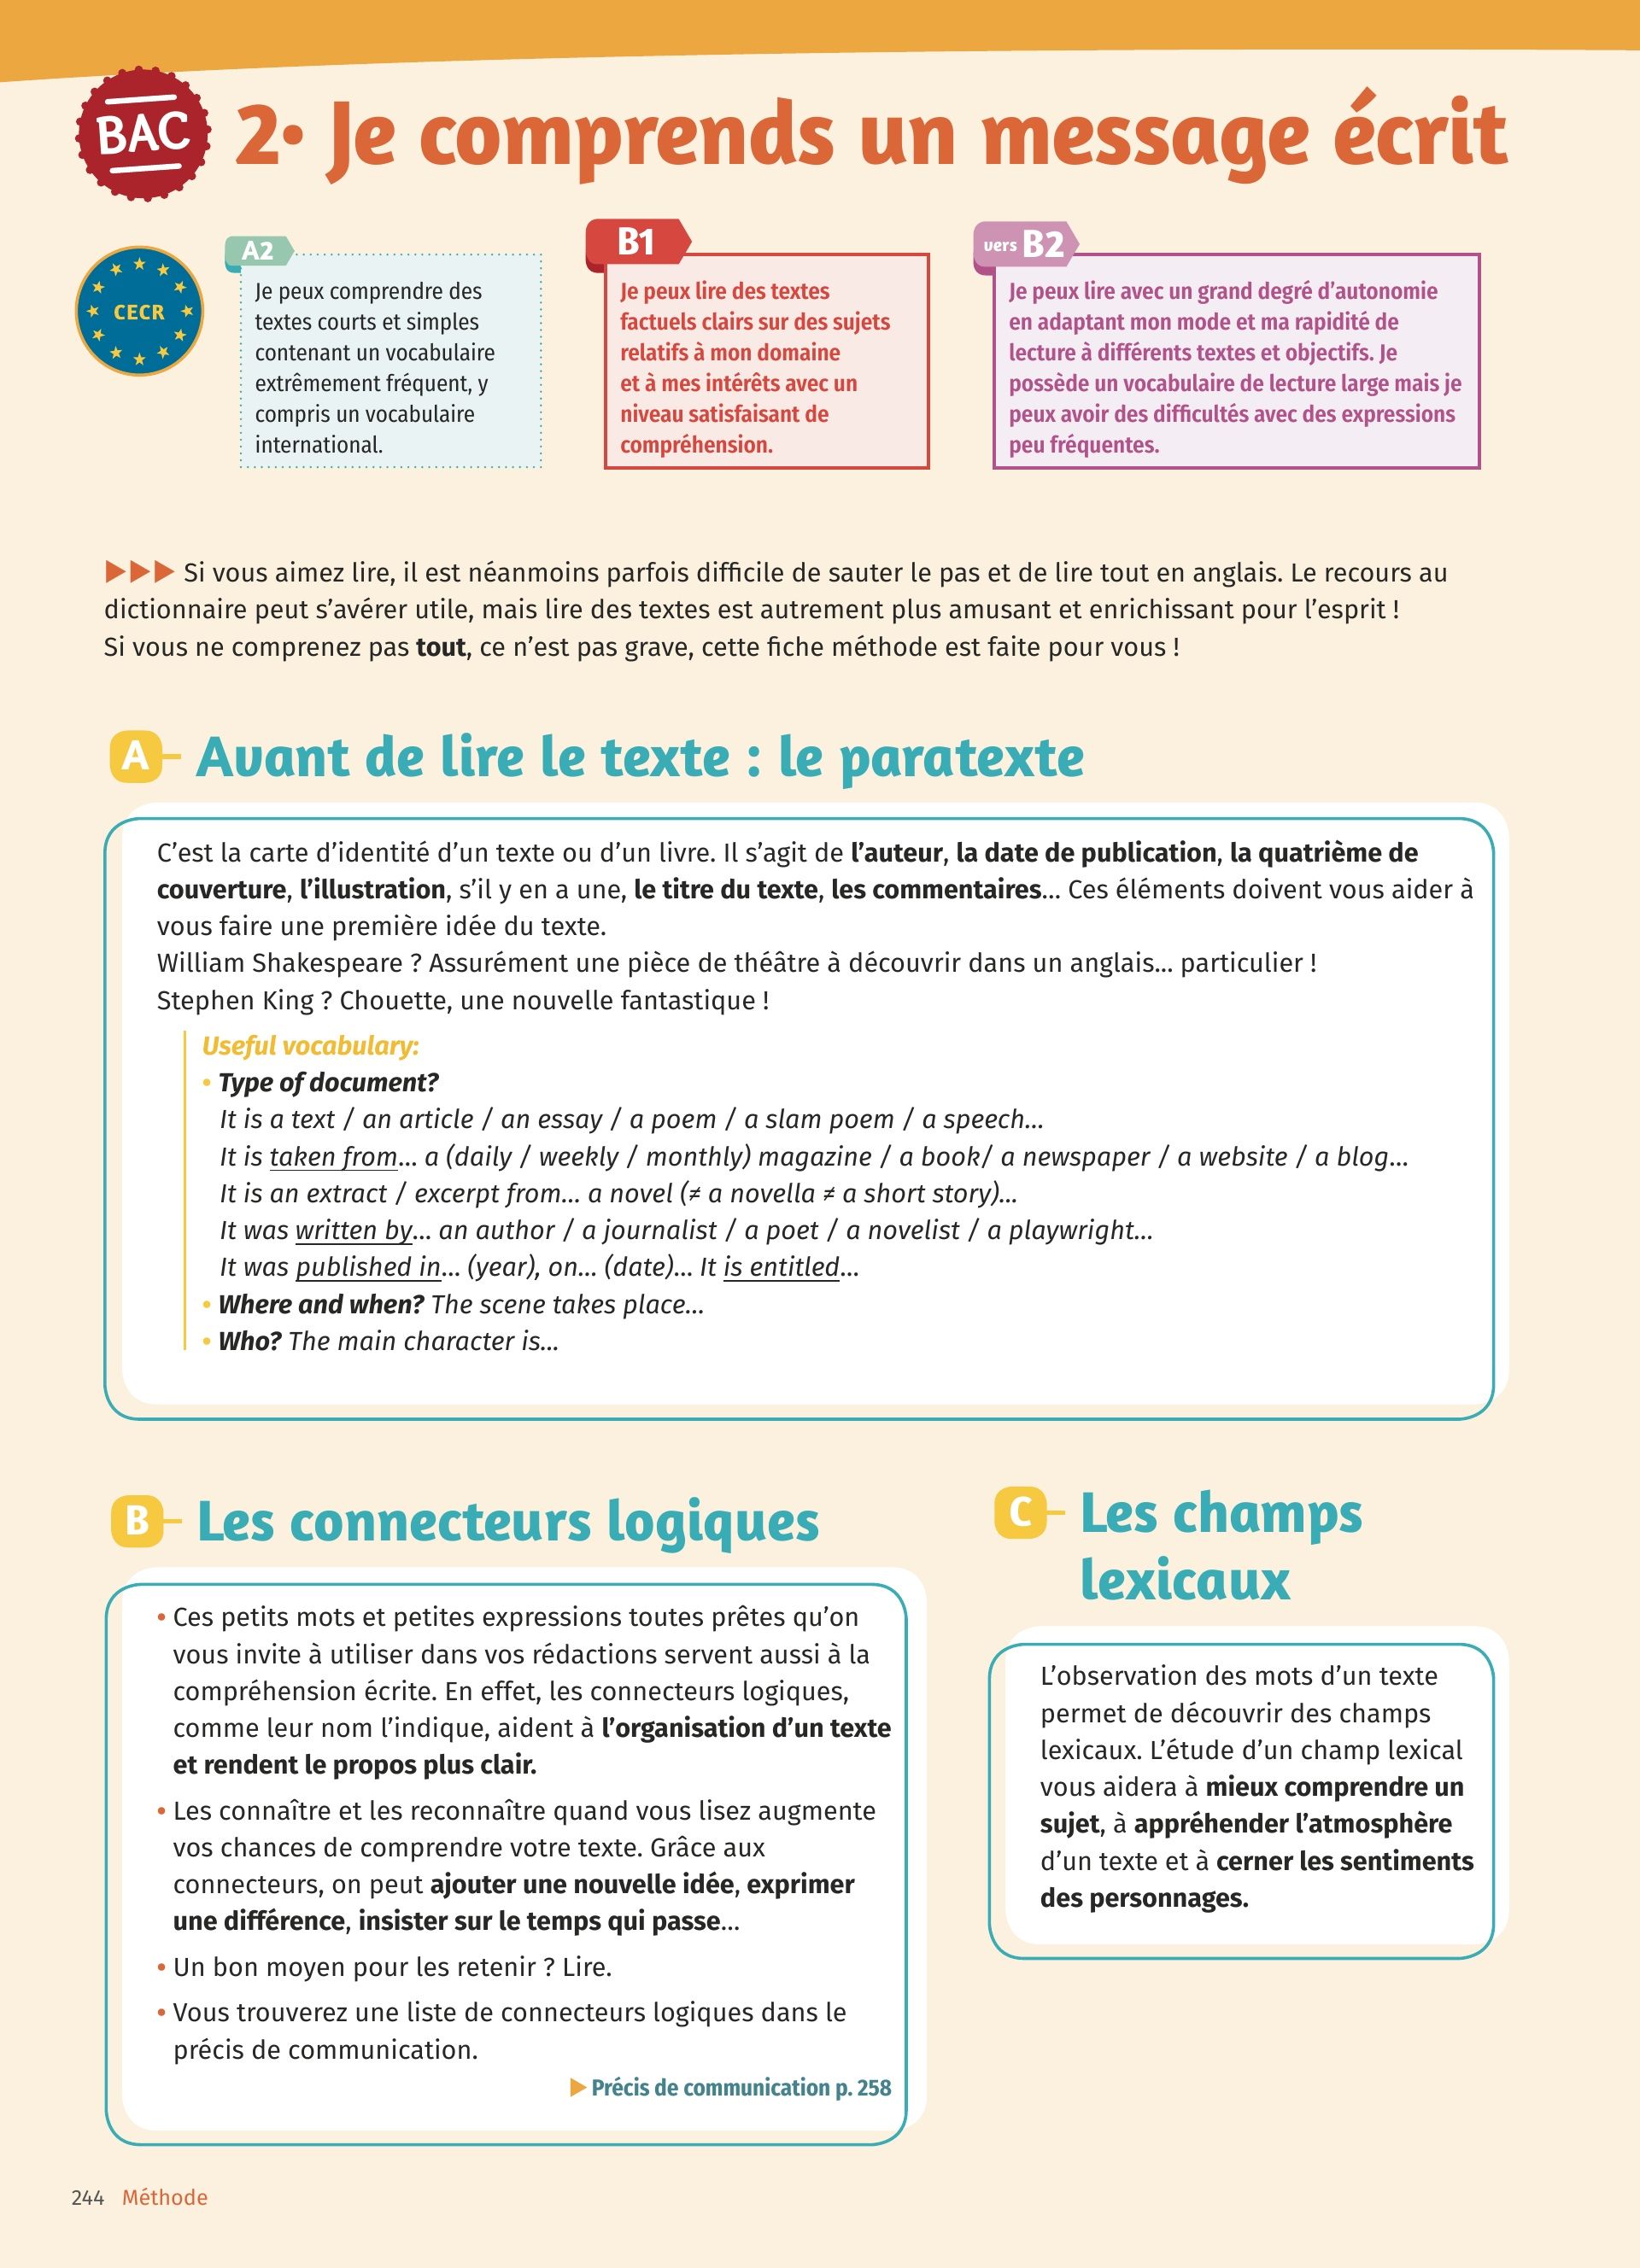 BAC
2• Je comprends un message écrit
CECR
A2
Je peux comprendre des
textes courts et simples
contenant un vocabulaire
extrêmement fréquent, y
compris un vocabulaire
international.
B1
Je peux lire des textes
factuels clairs sur des sujets
relatifs à mon domaine
et à mes intérêts avec un
niveau satisfaisant de
compréhension.
vers B2
Je peux lire avec un grand degré d’autonomie
en adaptant mon mode et ma rapidité de
lecture à différents textes et objectifs. Je
possède un vocabulaire de lecture large mais je
peux avoir des difficultés avec des expressions
peu fréquentes.
▶▶▶ Si vous aimez lire, il est néanmoins parfois difficile de sauter le pas et de lire tout en anglais. Le recours au
dictionnaire peut s’avérer utile, mais lire des textes est autrement plus amusant et enrichissant pour l’esprit !
Si vous ne comprenez pas tout, ce n’est pas grave, cette fiche méthode est faite pour vous !
A Avant de lire le texte : le paratexte
C’est la carte d’identité d’un texte ou d’un livre. Il s’agit de l’auteur, la date de publication, la quatrième de
couverture, l’illustration, s’il y en a une, le titre du texte, les commentaires… Ces éléments doivent vous aider à
vous faire une première idée du texte.
William Shakespeare ? Assurément une pièce de théâtre à découvrir dans un anglais… particulier !
Stephen King ? Chouette, une nouvelle fantastique !
Useful vocabulary:
• Type of document?
It is a text / an article / an essay / a poem / a slam poem / a speech…
It is taken from… a (daily / weekly / monthly) magazine / a book/ a newspaper / a website / a blog…
It is an extract / excerpt from… a novel (≠ a novella ≠ a short story)…
It was written by… an author / a journalist / a poet / a novelist / a playwright…
It was published in… (year), on… (date)… It is entitled…
• Where and when? The scene takes place…
• Who? The main character is…
B Les connecteurs logiques
• Ces petits mots et petites expressions toutes prêtes qu’on
vous invite à utiliser dans vos rédactions servent aussi à la
compréhension écrite. En effet, les connecteurs logiques,
comme leur nom l’indique, aident à l’organisation d’un texte
et rendent le propos plus clair.
• Les connaître et les reconnaître quand vous lisez augmente
vos chances de comprendre votre texte. Grâce aux
connecteurs, on peut ajouter une nouvelle idée, exprimer
une différence, insister sur le temps qui passe…
• Un bon moyen pour les retenir ? Lire.
• Vous trouverez une liste de connecteurs logiques dans le
précis de communication.
▶ Précis de communication p. 258
C Les champs
lexicaux
L’observation des mots d’un texte
permet de découvrir des champs
lexicaux. L’étude d’un champ lexical
vous aidera à mieux comprendre un
sujet, à appréhender l’atmosphère
d’un texte et à cerner les sentiments
des personnages.
244 Méthode